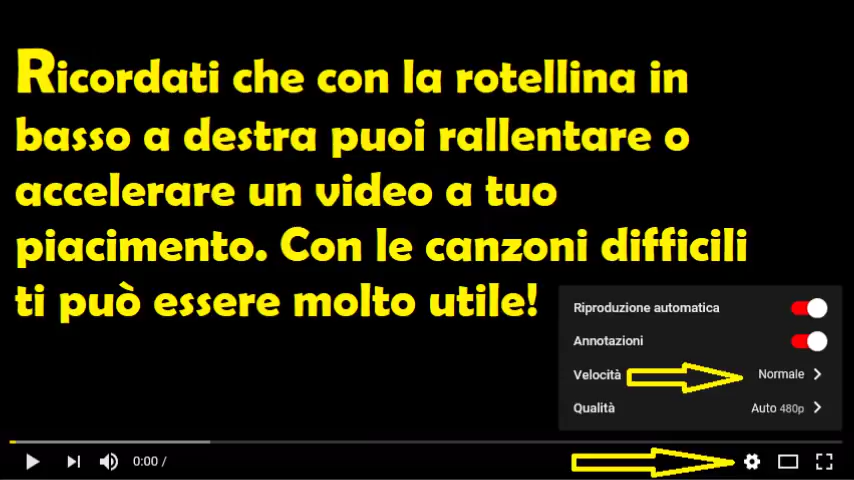 Ricordati che con la rotellina in
basso a destra puoi rallentare o
accelerare un video a tuo
piacimento. Con le canzoni difficili
ti può essere molto utile!
Riproduzione automatica
Annotazioni
Velocità Normale
Qualità Auto 480p
0:00 /